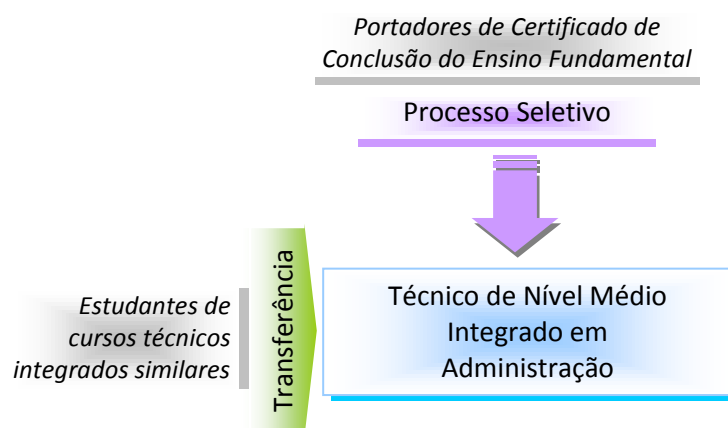 Portadores de Certificado de
Conclusão do Ensino Fundamental
Processo Seletivo
Transferência
Estudantes de
cursos técnicos
integrados similares
Técnico de Nível Médio
Integrado em
Administração